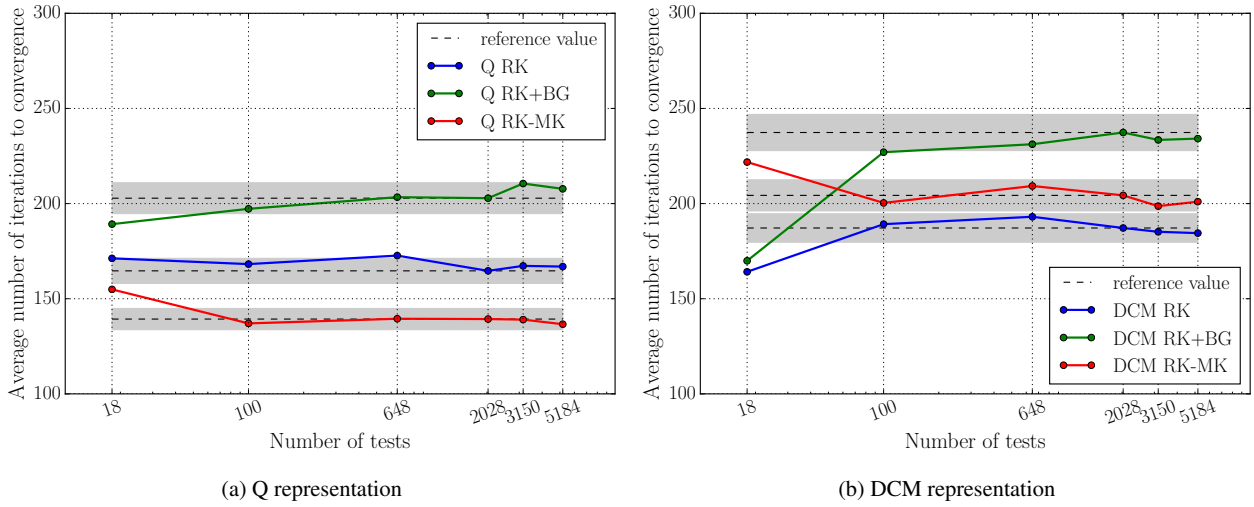 300
250
200
150
100
Average number of iterations to convergence
reference value
Q RK
Q RK+BG
Q RK-MK
18
100
648
2028
3150
5184
Number of tests
(a) Q representation
300
250
200
150
100
Average number of iterations to convergence
reference value
DCM RK
DCM RK+BG
DCM RK-MK
18
100
648
2028
3150
5184
Number of tests
(b) DCM representation